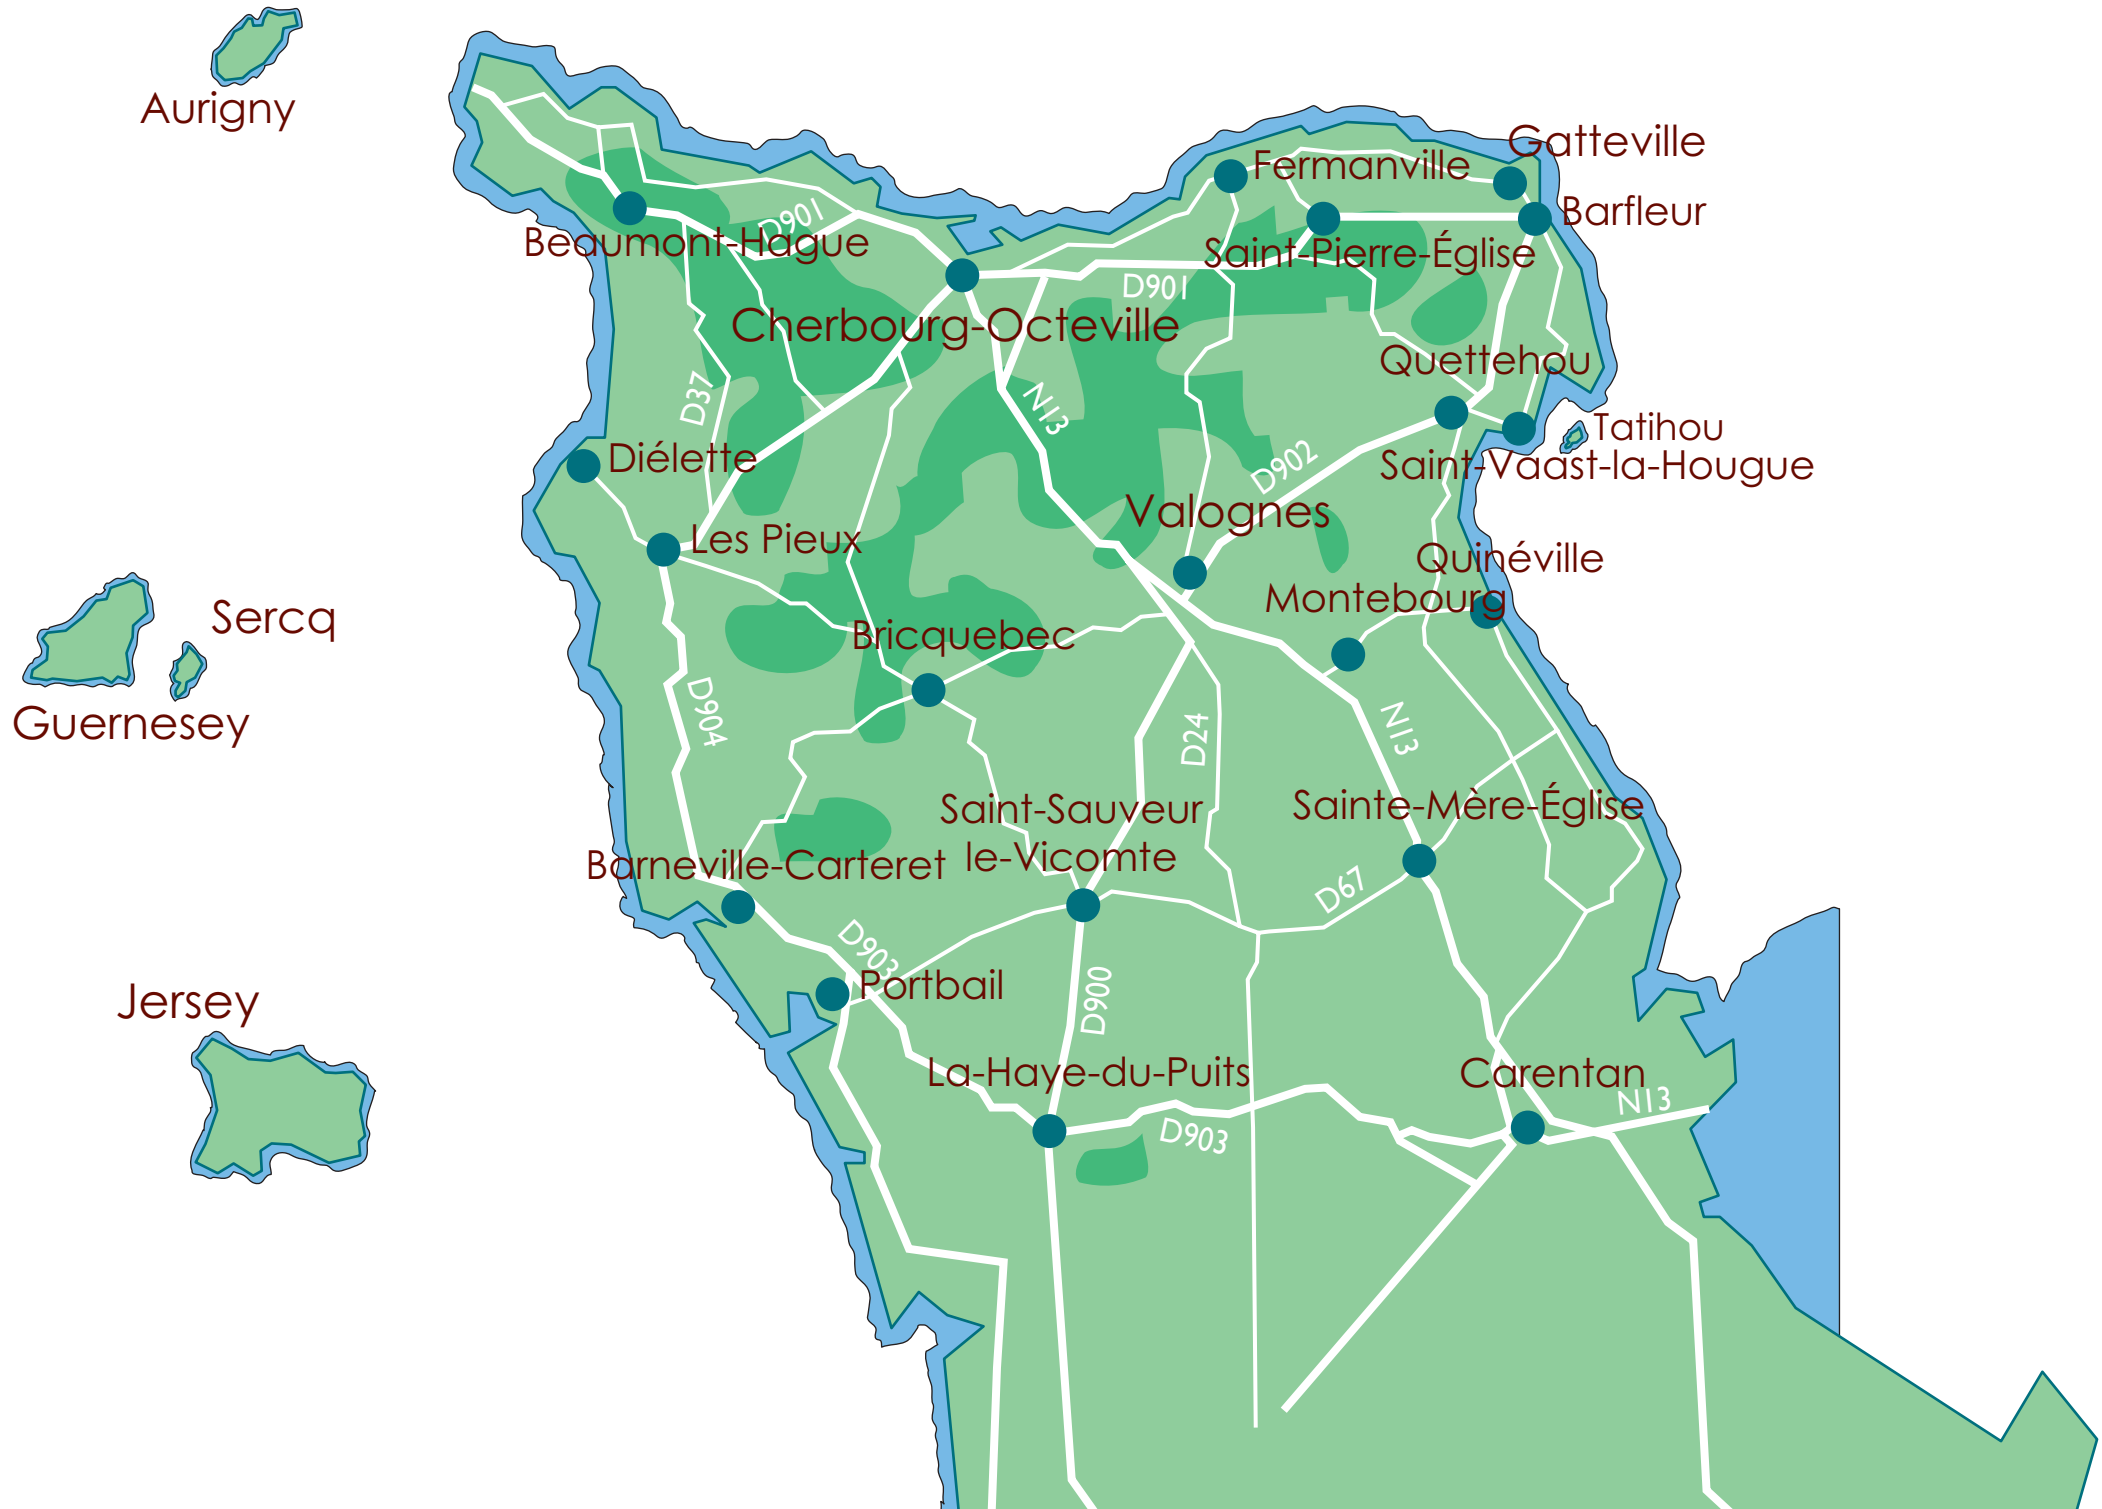 Aurigny
Gatteville
Fermanville
Barfleur
D901
Beaumont-Hague
Saint-Pierre-Église
D901
Cherbourg-Octeville
Quettehou
D37
N13
Tatihou
Diélette
D902
Saint-Vaast-la-Hougue
Valognes
Les Pieux
Quinéville
Montebourg
Sercq
Bricquebec
Guernesey
D904
D24
N13
Saint-Sauveur
le-Vicomte
Sainte-Mère-Église
Barneville-Carteret
D67
D903
Portbail
D900
Jersey
La-Haye-du-Puits
Carentan
N13
D903